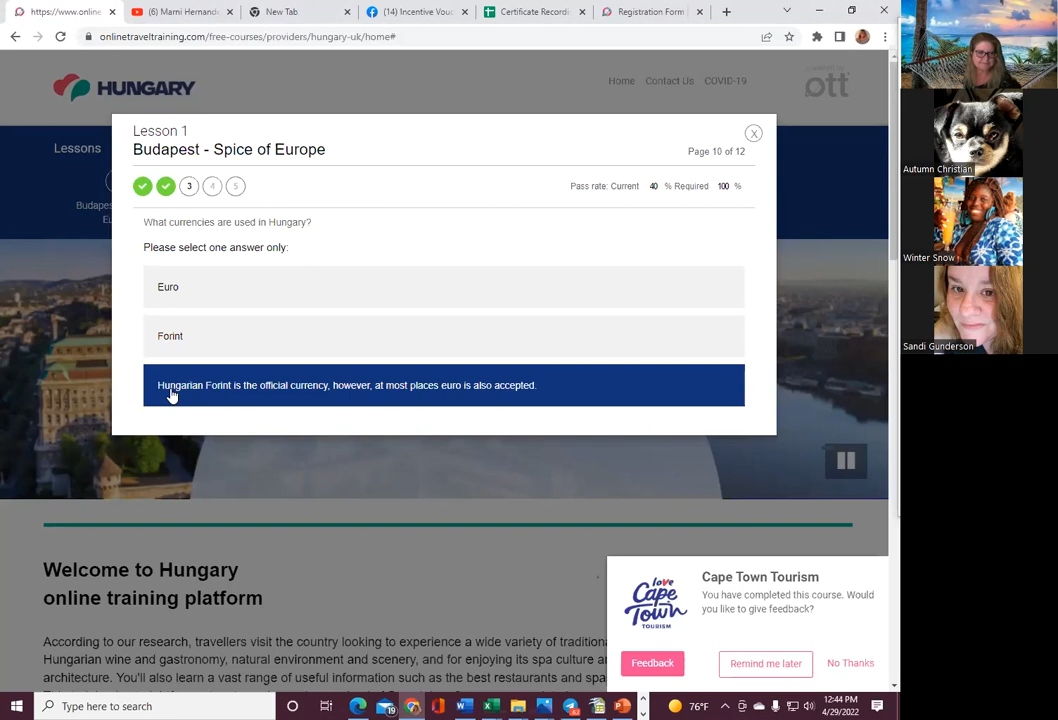 https://www.online
(6) Marni Hernande
New Tab
(14) Incentive Vouc
Certificate Recordin
Registration Form
onlinetraveltraining.com/free-courses/providers/hungary-uk/home#
HUNGARY
Home
Contact Us
COVID-19
powered by
ott
Lessons
Lesson 1
Budapest - Spice of Europe
X
Page 10 of 12
3
4
5
Pass rate: Current 40 % Required 100 %
What currencies are used in Hungary?
Please select one answer only:
Euro
Forint
Hungarian Forint is the official currency, however, at most places euro is also accepted.
Budapes
Eu
Autumn Christian
Winter Snow
Sandi Gunderson
Welcome to Hungary
online training platform
According to our research, travellers visit the country looking to experience a wide variety of traditiona
Hungarian wine and gastronomy, natural environment and scenery, and for enjoying its spa culture a
architecture. You'll also learn a vast range of useful information such as the best restaurants and spa
love
Cape
Town
TOURISM
Cape Town Tourism
You have completed this course. Would
you like to give feedback?
Feedback
Remind me later
No Thanks
Type here to search
19
76°F
12:44 PM
4/29/2022